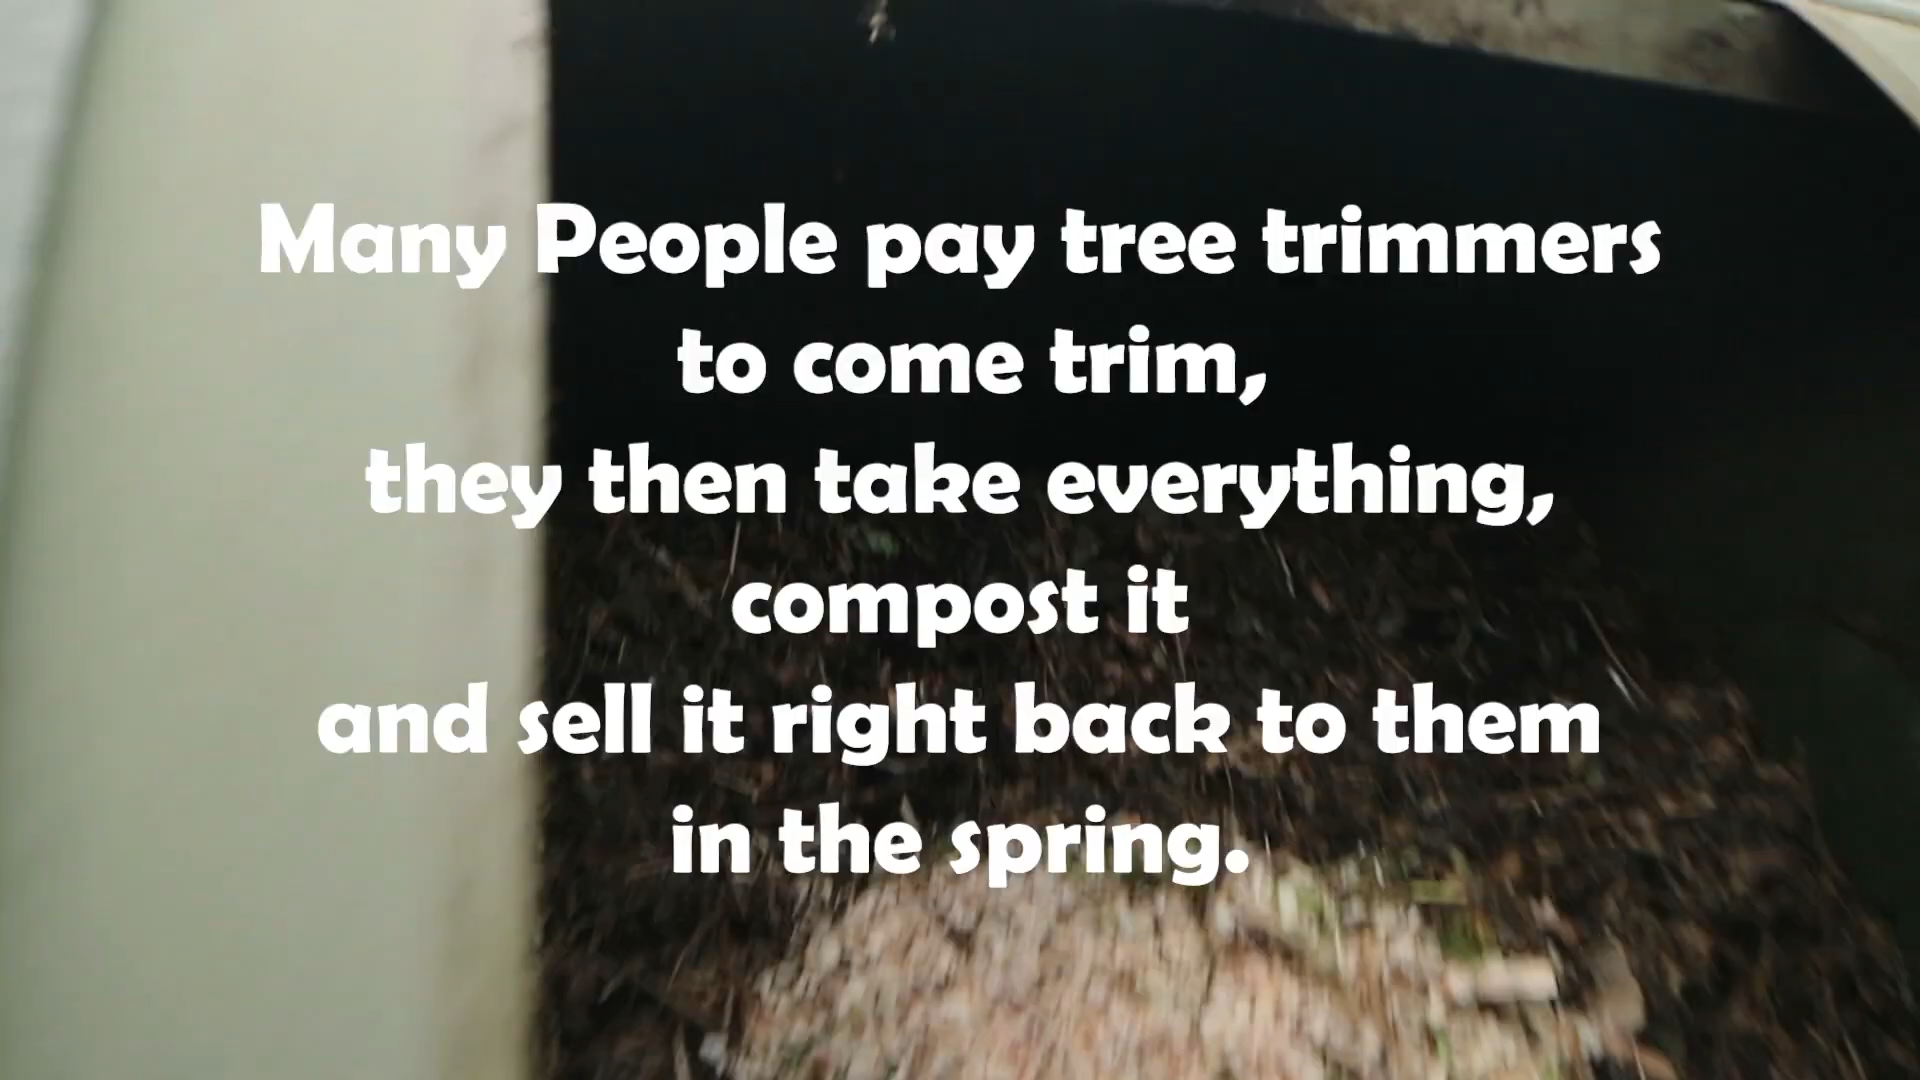 Many People pay tree trimmers
to come trim,
they then take everything,
compost it
and sell it right back to them
in the spring.